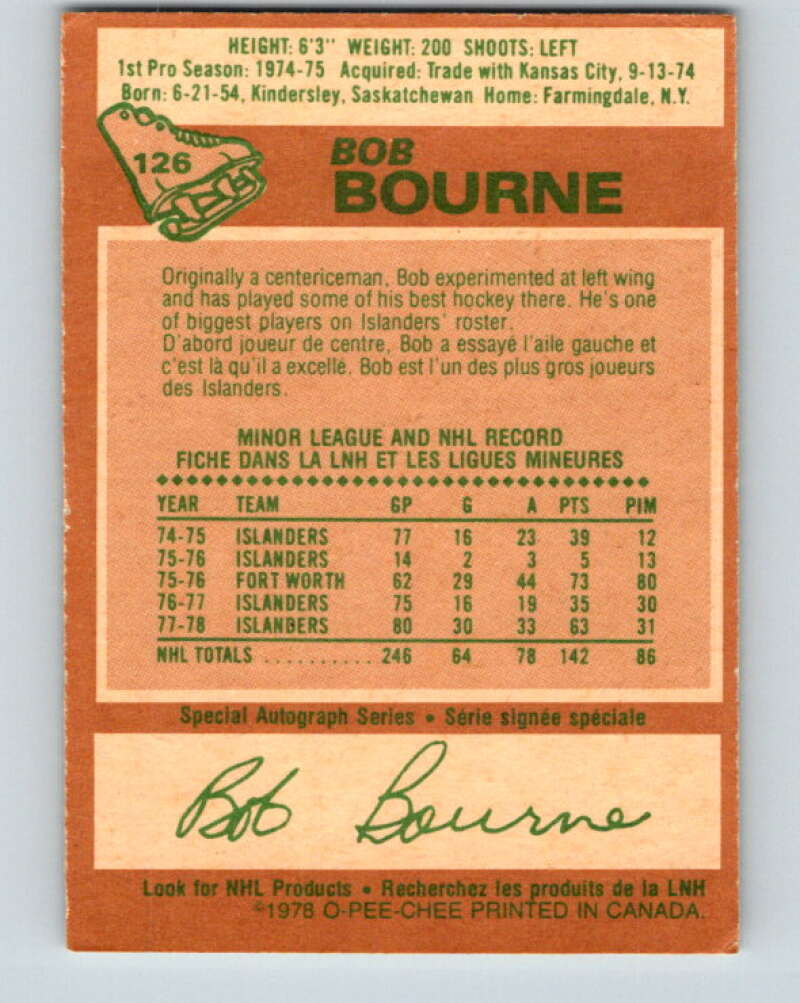 HEIGHT: 6'3" WEIGHT: 200 SHOOTS: LEFT
1st Pro Season: 1974-75 Acquired: Trade with Kansas City, 9-13-74
Born: 6-21-54, Kindersley, Saskatchewan Home: Farmingdale, N.Y.
126
BOB
BOURNE
Originally a centericeman, Bob experimented at left wing
and has played some of his best hockey there. He's one
of biggest players on Islanders' roster.
D'abord joueur de centre, Bob a essayé l'aile gauche et
c'est là qu'il a excellé. Bob est l'un des plus gros joueurs
des Islanders.
MINOR LEAGUE AND NHL RECORD
FICHE DANS LA LNH ET LES LIGUES MINEURES
YEAR TEAM GP G A PTS PIM
74-75 ISLANDERS 77 16 23 39 12
75-76 ISLANDERS 14 2 3 5 13
75-76 FORT WORTH 62 29 44 73 80
76-77 ISLANDERS 75 16 19 35 30
77-78 ISLANDERS 80 30 33 63 31
NHL TOTALS .......... 246 64 78 142 86
Special Autograph Series • Série signée spéciale
Bob Bourne
Look for NHL Products • Recherchez les produits de la LNH
©1978 O-PEE-CHEE PRINTED IN CANADA.